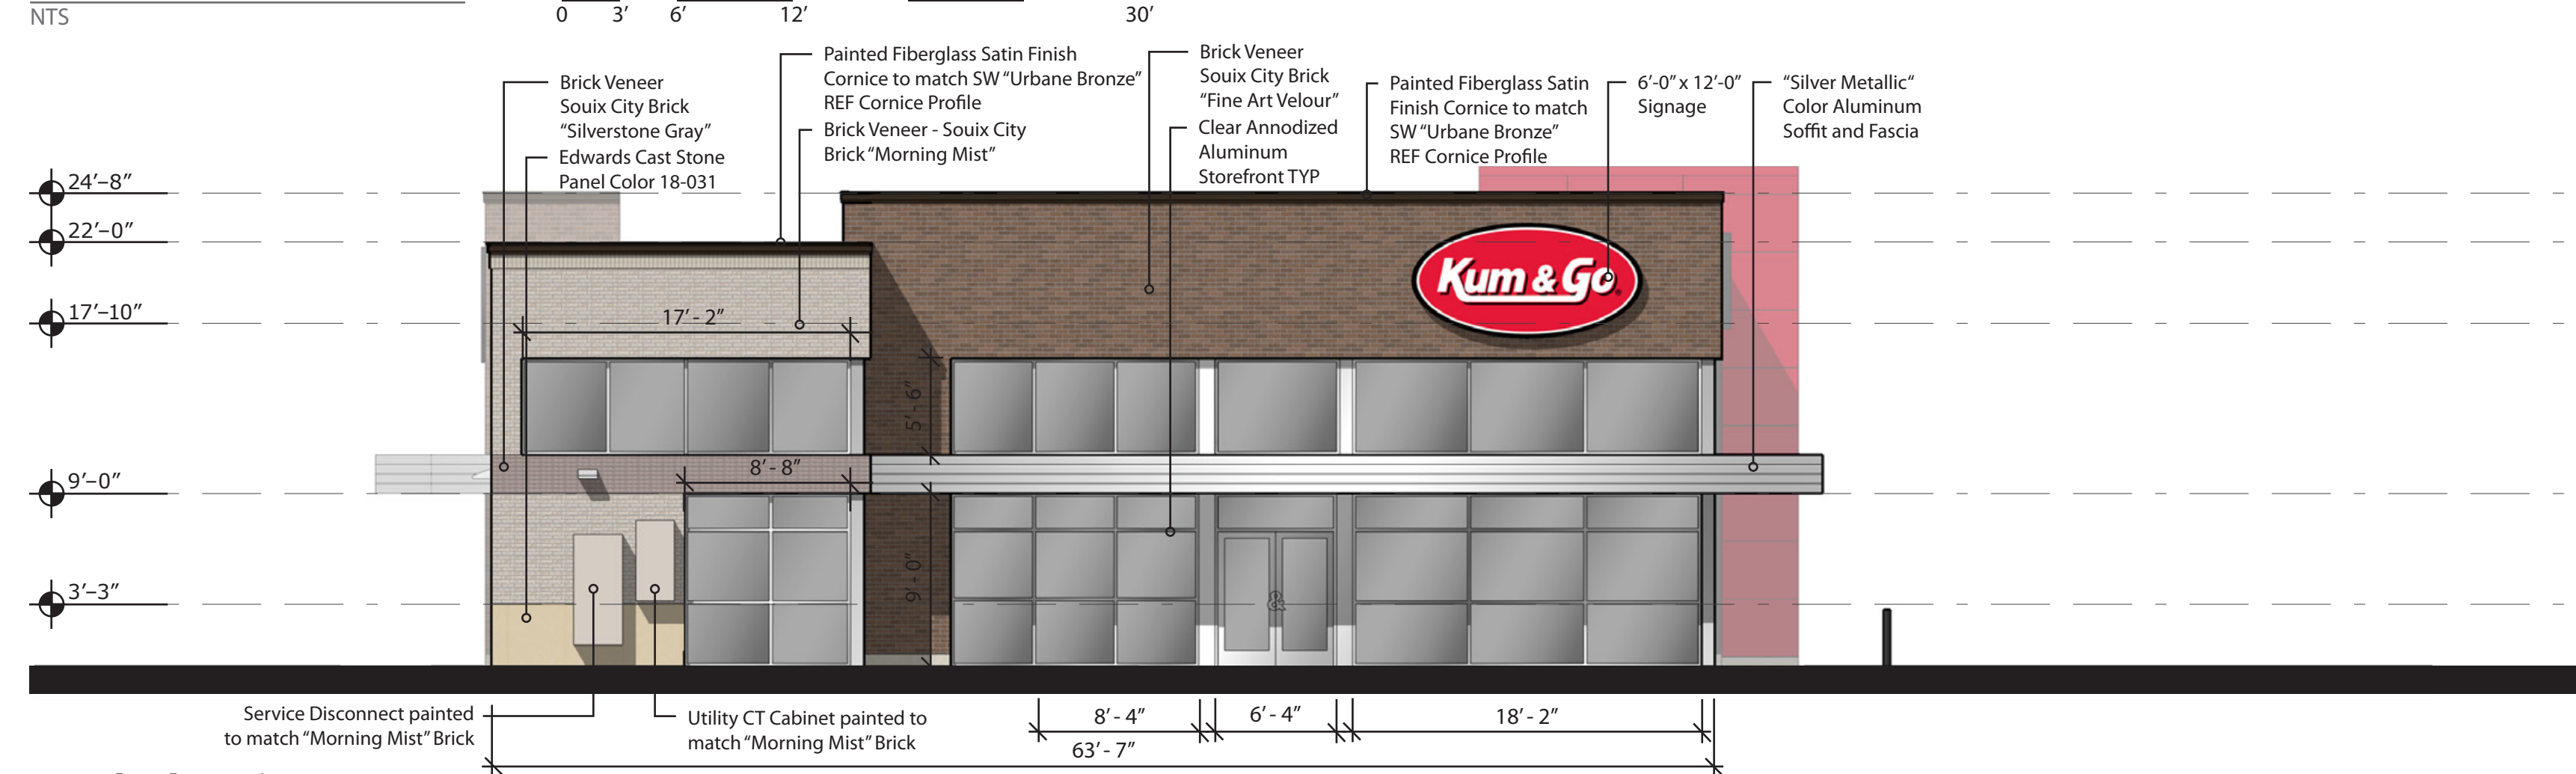 NTS
0 3’ 6’ 12’ 30’
Brick Veneer
Souix City Brick
“Silverstone Gray”
Edwards Cast Stone
Panel Color 18-031
Painted Fiberglass Satin Finish
Cornice to match SW “Urbane Bronze”
REF Cornice Profile
Brick Veneer - Souix City
Brick “Morning Mist”
Brick Veneer
Souix City Brick
“Fine Art Velour”
Clear Annodized
Aluminum
Storefront TYP
Painted Fiberglass Satin
Finish Cornice to match
SW “Urbane Bronze”
REF Cornice Profile
6’-0” x 12’-0”
Signage
“Silver Metallic“
Color Aluminum
Soffit and Fascia
24’–8”
22’–0”
17’–10”
9’–0”
3’–3”
Kum & Go®
17’ - 2”
5’ - 6”
8’ - 8”
9’ - 0”
&
Service Disconnect painted
to match “Morning Mist” Brick
Utility CT Cabinet painted to
match “Morning Mist” Brick
8’ - 4”
6’ - 4”
18’ - 2”
63’ - 7”